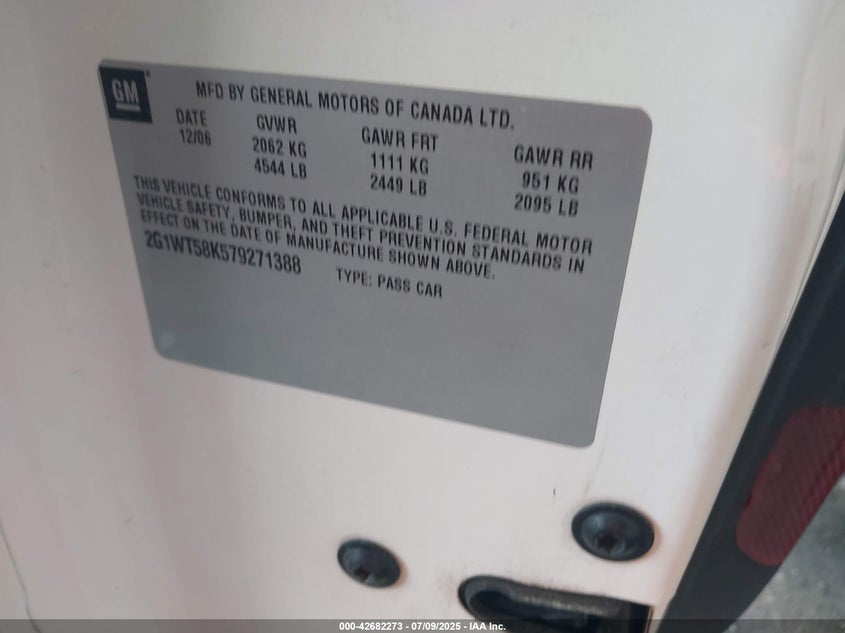 GM
MFD BY GENERAL MOTORS OF CANADA LTD.
DATE GVWR GAWR FRT GAWR RR
12/06 2062 KG 1111 KG 951 KG
4544 LB 2449 LB 2095 LB
THIS VEHICLE CONFORMS TO ALL APPLICABLE U.S. FEDERAL MOTOR
VEHICLE SAFETY, BUMPER, AND THEFT PREVENTION STANDARDS IN
EFFECT ON THE DATE OF MANUFACTURE SHOWN ABOVE.
2G1WT58K579271388 TYPE: PASS CAR
000-42682273 - 07/09/2025 - IAA Inc.